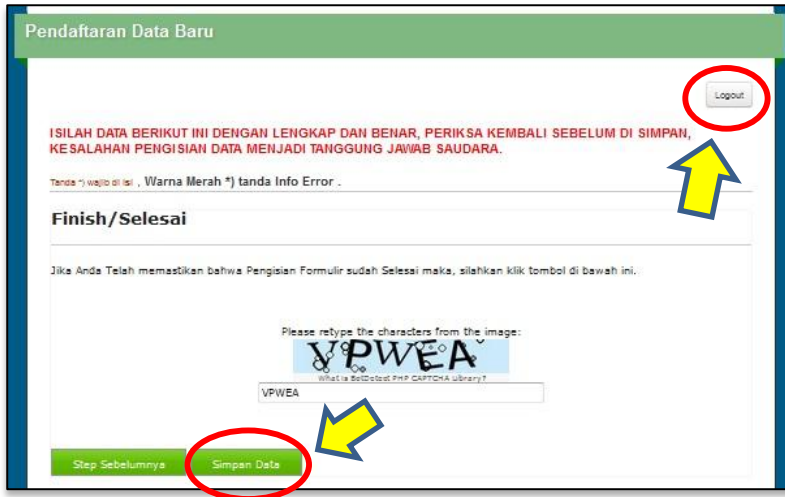 Pendaftaran Data Baru
Logout
ISILAH DATA BERIKUT INI DENGAN LENGKAP DAN BENAR, PERIKSA KEMBALI SEBELUM DI SIMPAN,
KESALAHAN PENGISIAN DATA MENJADI TANGGUNG JAWAB SAUDARA.
Tanda *) wajib di isi , Warna Merah *) tanda Info Error .
Finish/Selesai
Jika Anda Telah memastikan bahwa Pengisian Formulir sudah Selesai maka, silahkan klik tombol di bawah ini.
Please retype the characters from the image:
VPWEA
What is BotDetect PHP CAPTCHA Library?
VPWEA
Step Sebelumnya Simpan Data